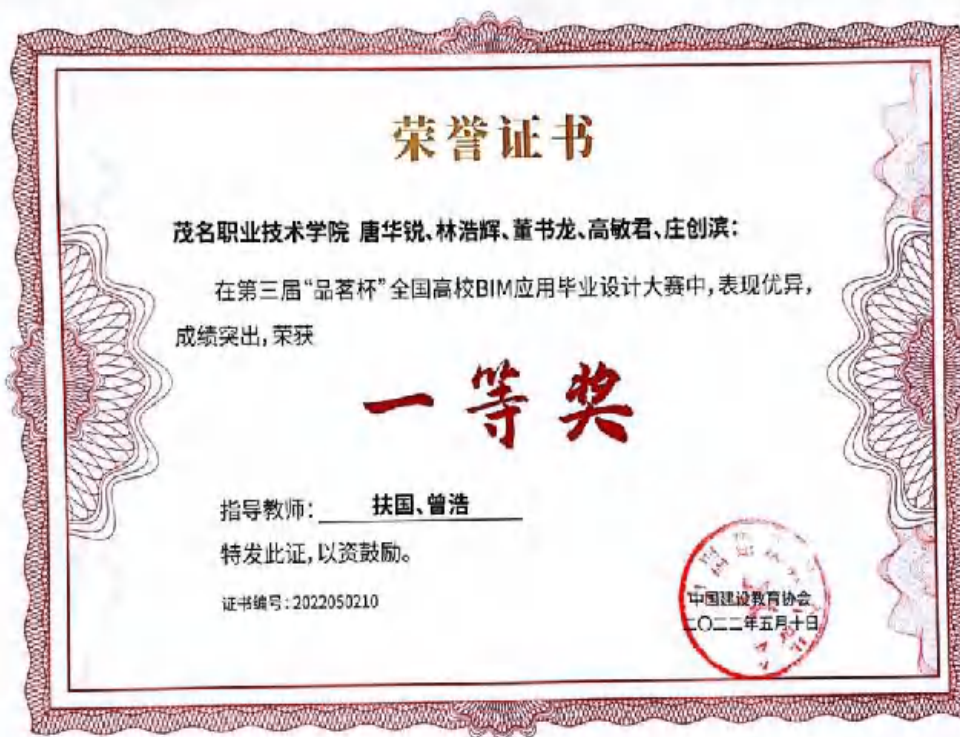 荣誉证书
茂名职业技术学院 唐华锐、林浩辉、董书龙、高敏君、庄创滨:
在第三届“品茗杯”全国高校BIM应用毕业设计大赛中,表现优异,
成绩突出,荣获
一等奖
指导教师: 扶国、曾浩
特发此证,以资鼓励。
证书编号:2022050210
中国建设教育协会
二〇二二年五月十日